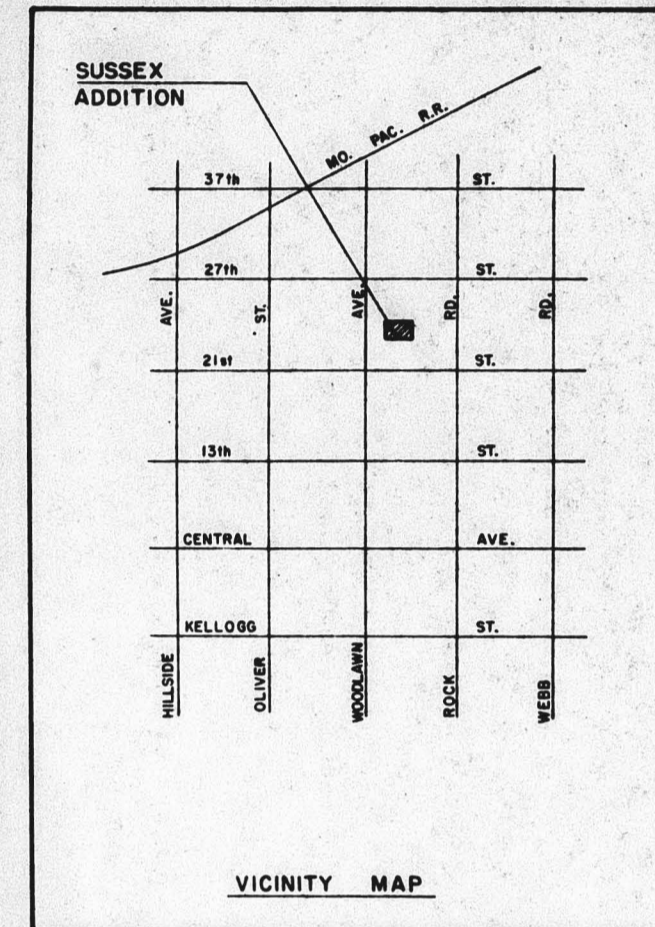 SUSSEX
ADDITION
MO. PAC. R.R.
37th ST.
27th ST.
AVE. ST. AVE. RD. RD.
21st ST.
13th ST.
CENTRAL AVE.
KELLOGG ST.
HILLSIDE OLIVER WOODLAWN ROCK WEBB
VICINITY MAP